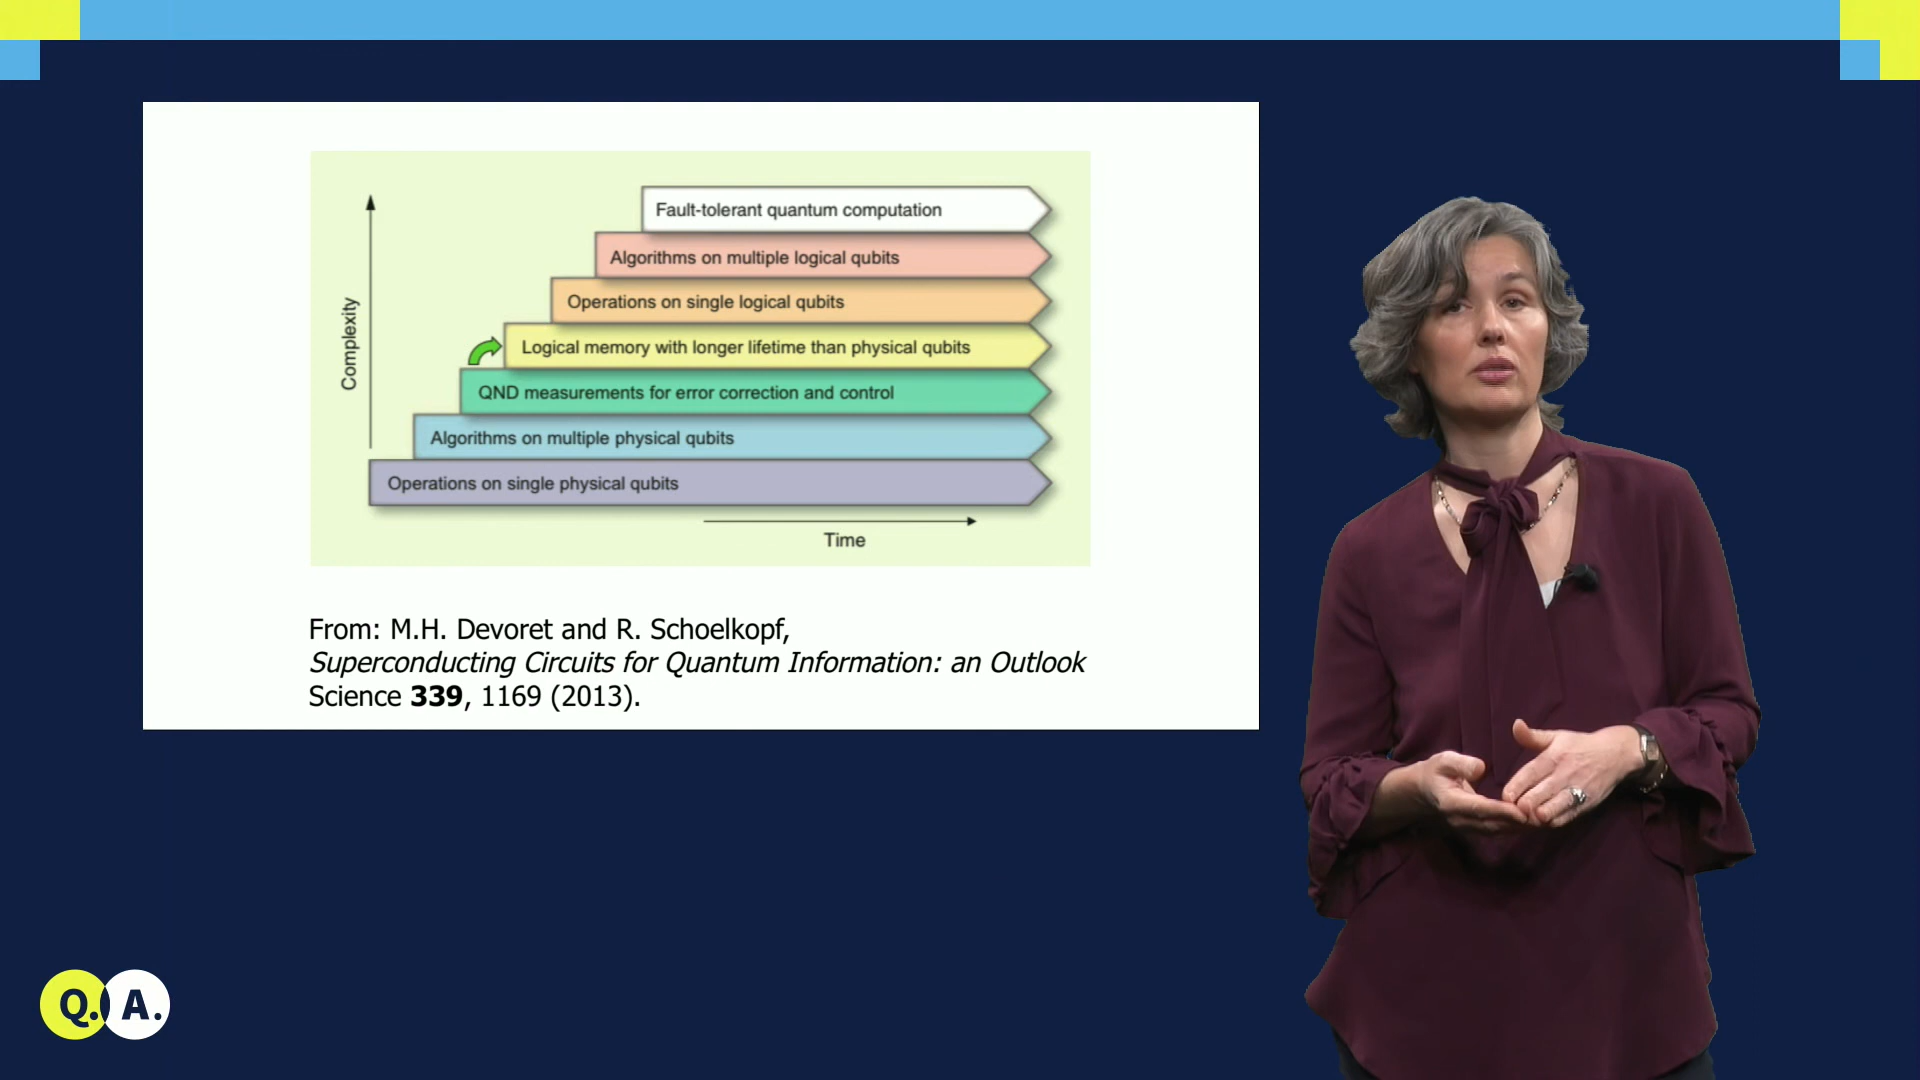 Fault-tolerant quantum computation
Algorithms on multiple logical qubits
Operations on single logical qubits
Logical memory with longer lifetime than physical qubits
QND measurements for error correction and control
Algorithms on multiple physical qubits
Operations on single physical qubits
Complexity
Time
From: M.H. Devoret and R. Schoelkopf,
Superconducting Circuits for Quantum Information: an Outlook
Science 339, 1169 (2013).
Q. A.